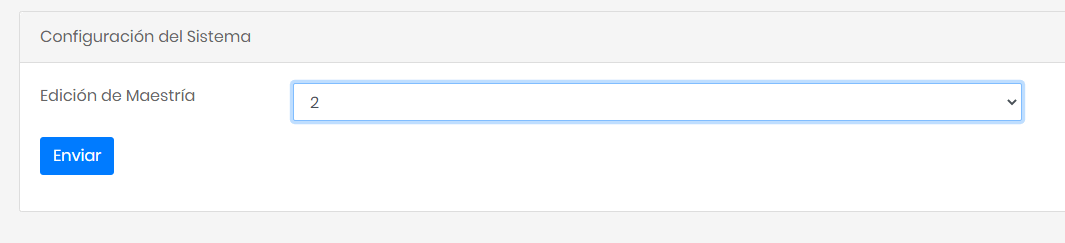 Configuración del Sistema
Edición de Maestría
2
Enviar